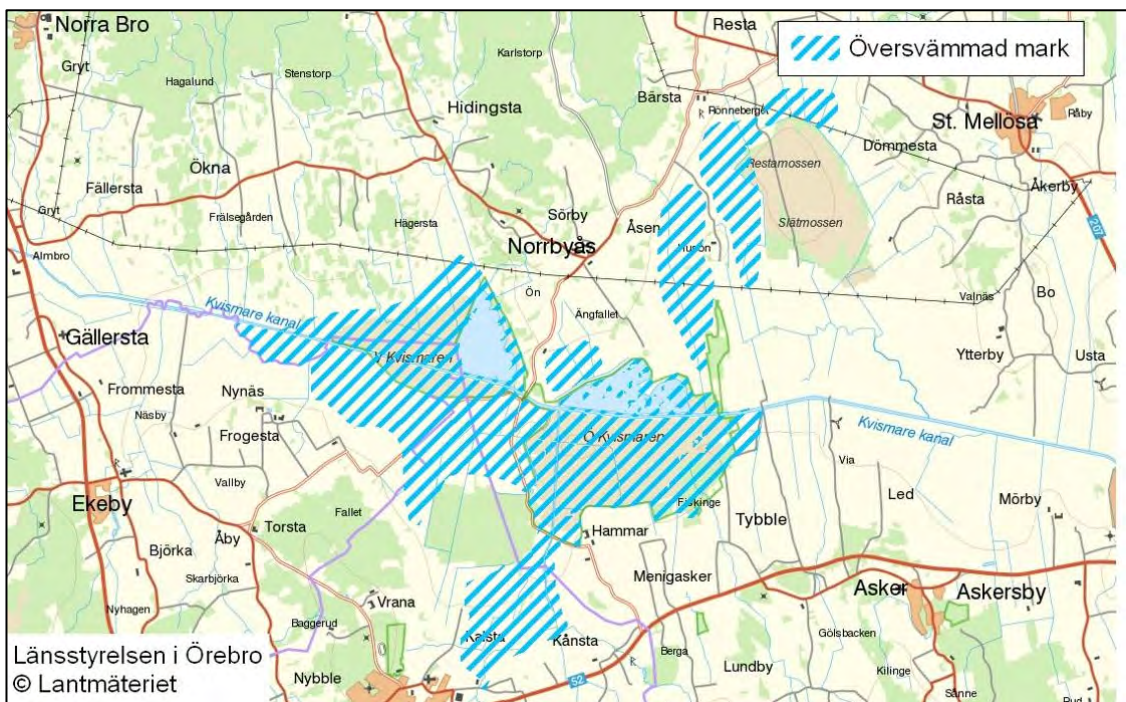 Norra Bro
Resta
Översvämmad mark
Karlstorp
Gryt
Hagalund
Stenstorp
Bärsta
Hidingsta
Rönneberget
St. Mellösa
Råby
Dömmesta
Ökna
Restamossen
Åkerby
Fällersta
Råsta
Gryt
Frälsegården
Hägersta
Sörby
Åsen
Slätmossen
207
Norrbyås
Almbro
Ön
Valnäs
Bo
Kvismare kanal
Ängfallet
Gällersta
Ytterby
Usta
V Kvismaren
Frommesta
Nynäs
Näsby
Kvismare kanal
Frogesta
Ö Kvismaren
Via
Vallby
Led
Mörby
Ekeby
Fallet
Fiskinge
Tybble
Torsta
Åby
Hammar
Björka
Skarbjörka
Menigasker
Asker
Askersby
Nyhagen
Vrana
Baggerud
Kalsta
Kånsta
Gölsbacken
Länsstyrelsen i Örebro
Berga
Lundby
Kilinge
© Lantmäteriet
Nybble
52
Sånne